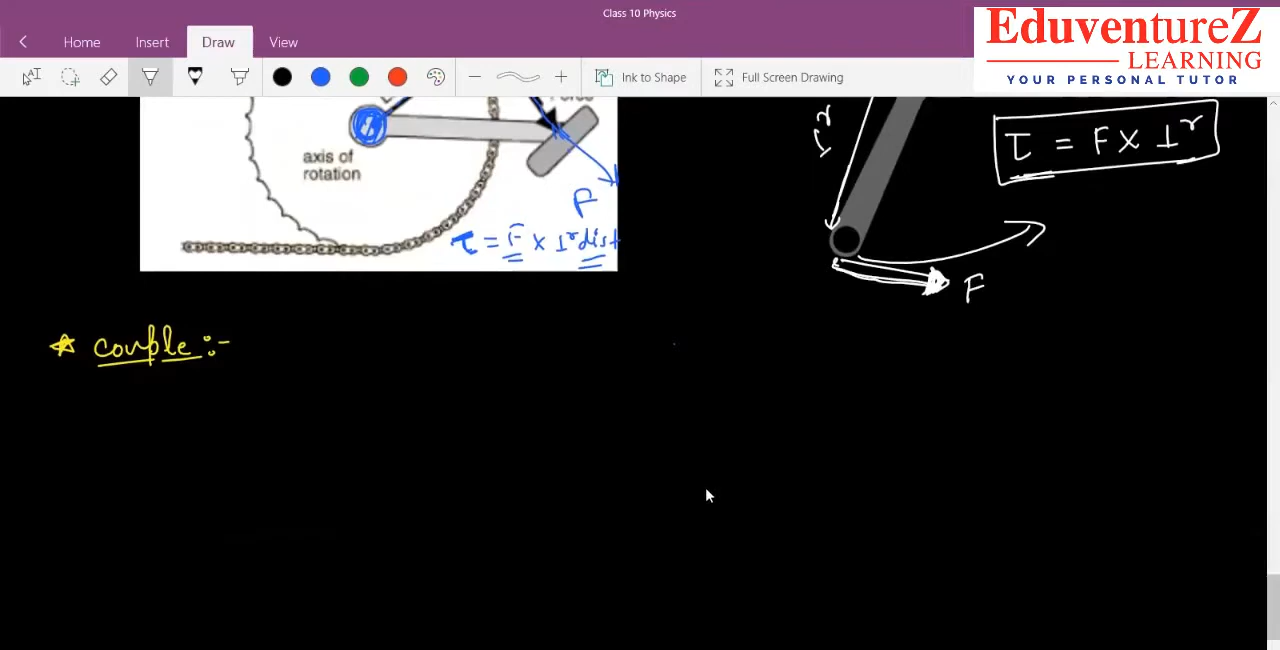 Class 10 Physics
EduventureZ
LEARNING
YOUR PERSONAL TUTOR
Home Insert Draw View
Ink to Shape Full Screen Drawing
axis of
rotation
F
τ = F × ⊥r dist
⊥r
τ = F × ⊥r
F
* Couple :-